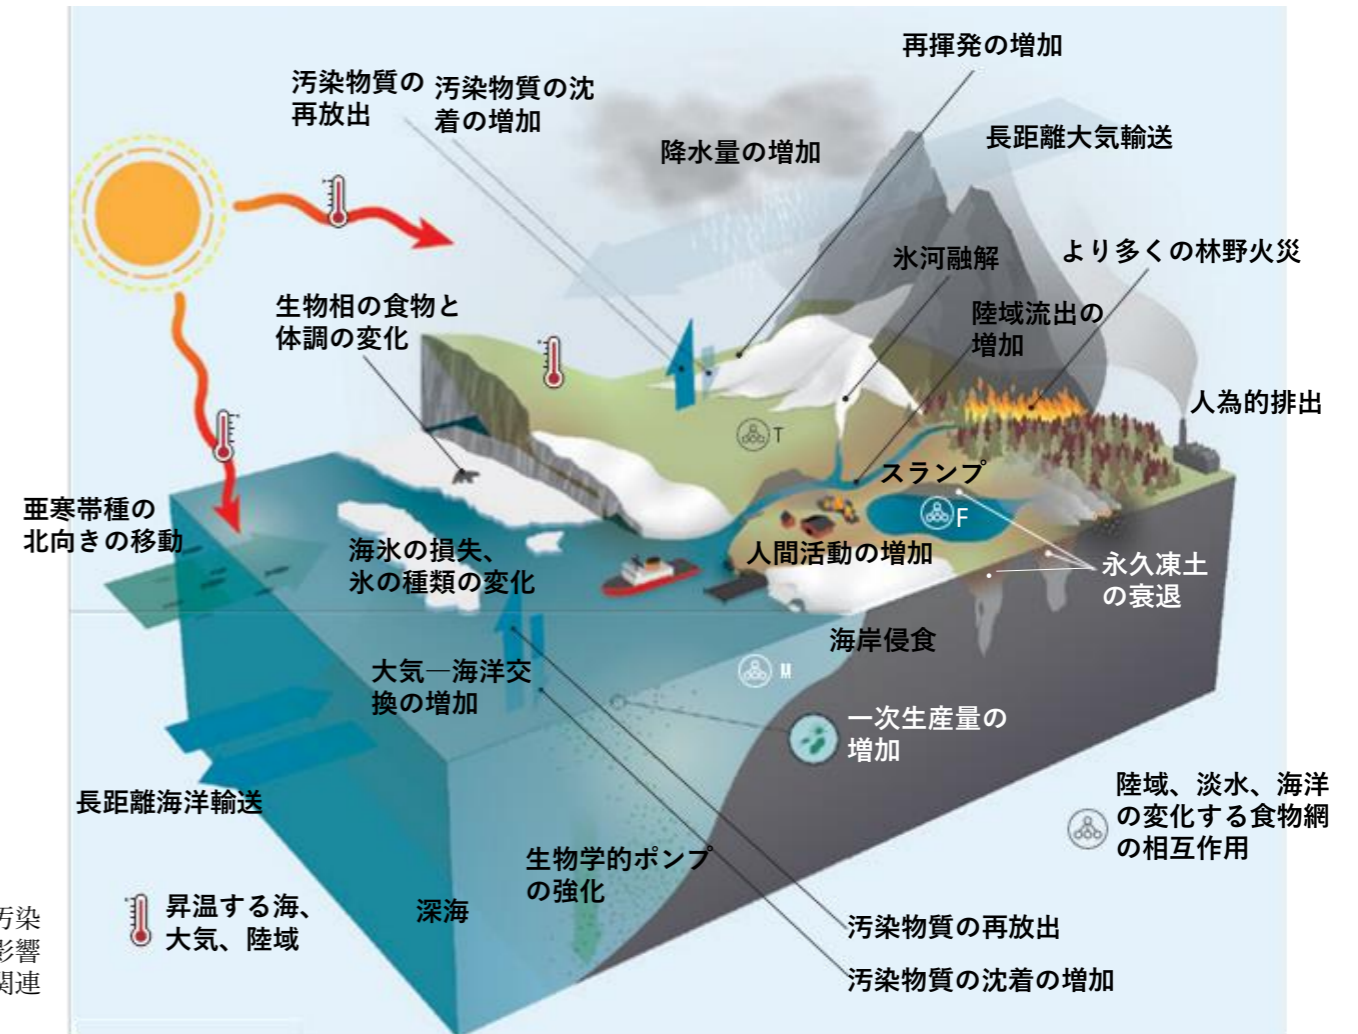 再揮発の増加
汚染物質の
再放出
汚染物質の沈
着の増加
降水量の増加
長距離大気輸送
氷河融解
より多くの林野火災
生物相の食物と
体調の変化
陸域流出の
増加
人為的排出
T
スランプ
F
亜寒帯種の
北向きの移動
海氷の損失、
氷の種類の変化
人間活動の増加
永久凍土
の衰退
海岸侵食
大気―海洋交
換の増加
M
一次生産量の
増加
長距離海洋輸送
陸域、淡水、海洋
の変化する食物網
の相互作用
生物学的ポンプ
の強化
昇温する海、
大気、陸域
深海
汚染
影響
関連
汚染物質の再放出
汚染物質の沈着の増加